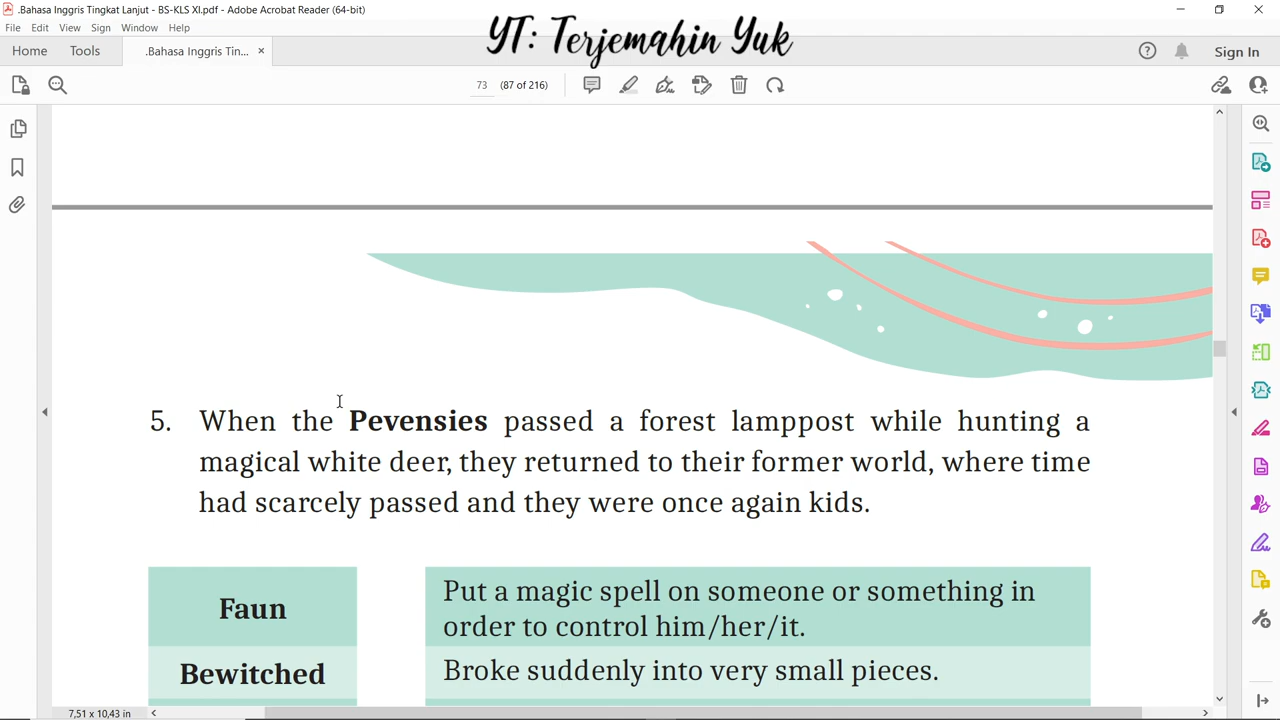 .Bahasa Inggris Tingkat Lanjut - BS-KLS XI.pdf - Adobe Acrobat Reader (64-bit)
YT: Terjemahin Yuk
File Edit View Sign Window Help
Home Tools .Bahasa Inggris Tin... × Sign In
73 (87 of 216)
5. When the Pevensies passed a forest lamppost while hunting a
magical white deer, they returned to their former world, where time
had scarcely passed and they were once again kids.
Faun
Put a magic spell on someone or something in
order to control him/her/it.
Bewitched
Broke suddenly into very small pieces.
7,51 x 10,43 in